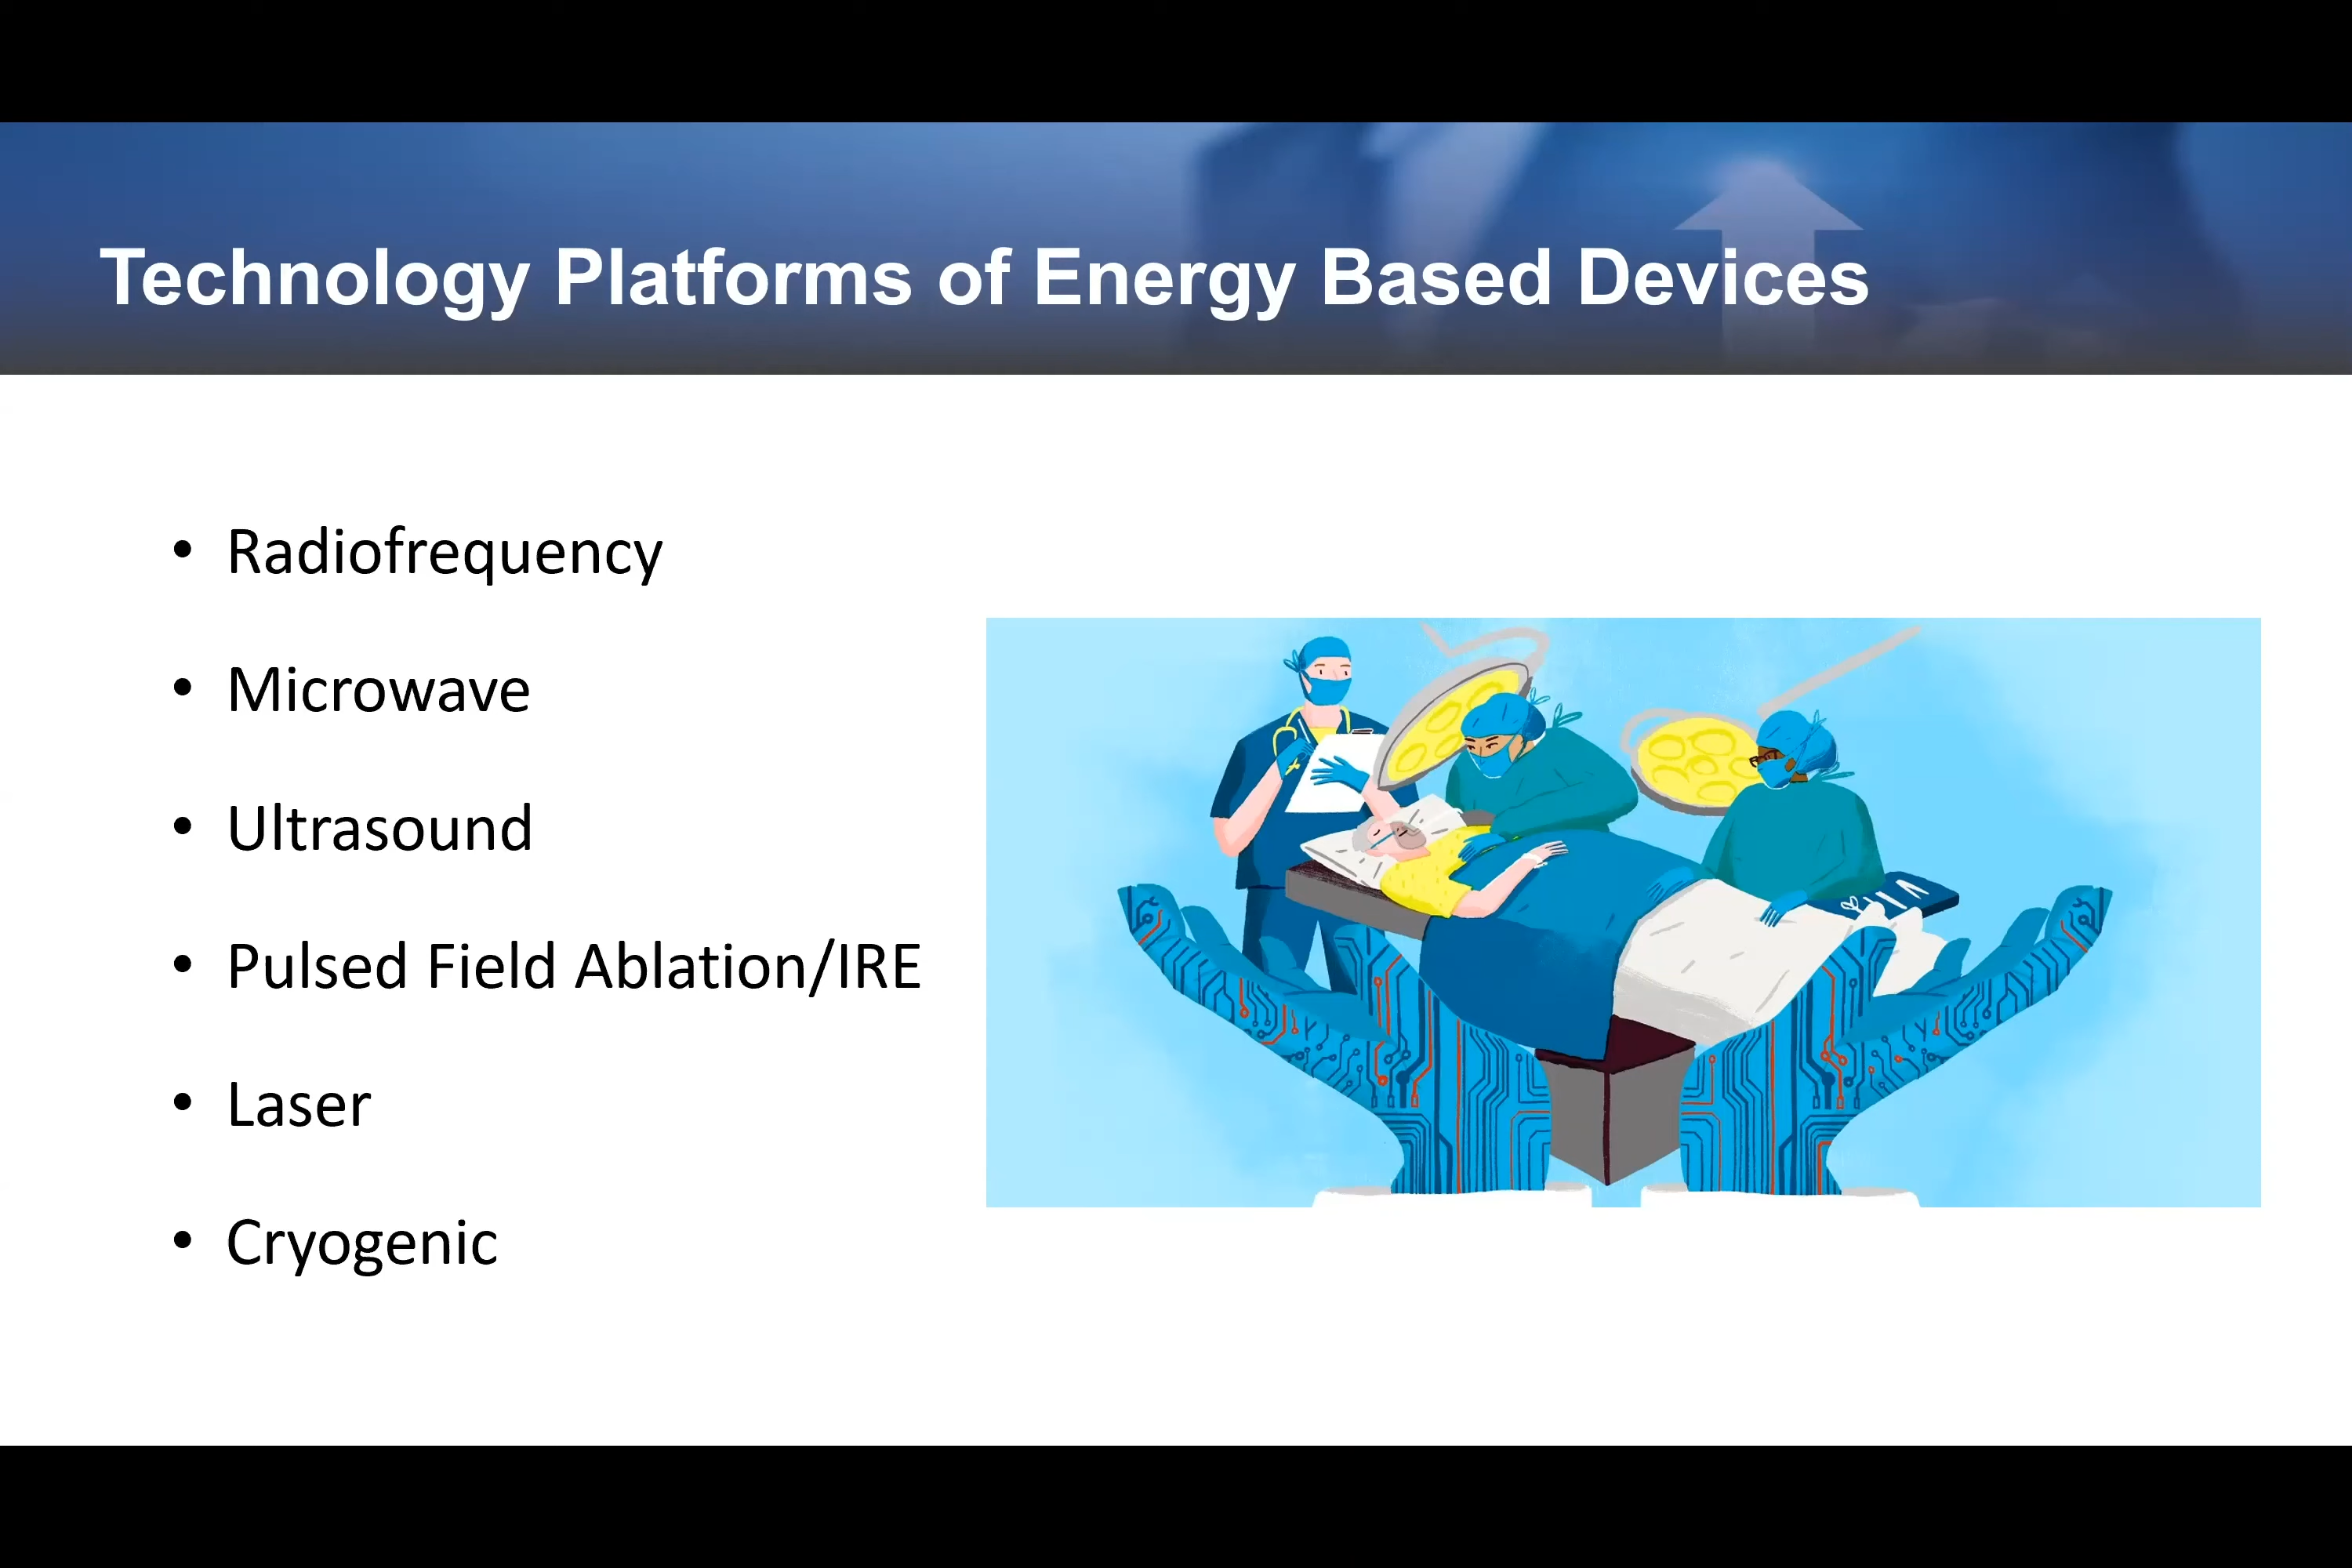 Technology Platforms of Energy Based Devices
• Radiofrequency
• Microwave
• Ultrasound
• Pulsed Field Ablation/IRE
• Laser
• Cryogenic